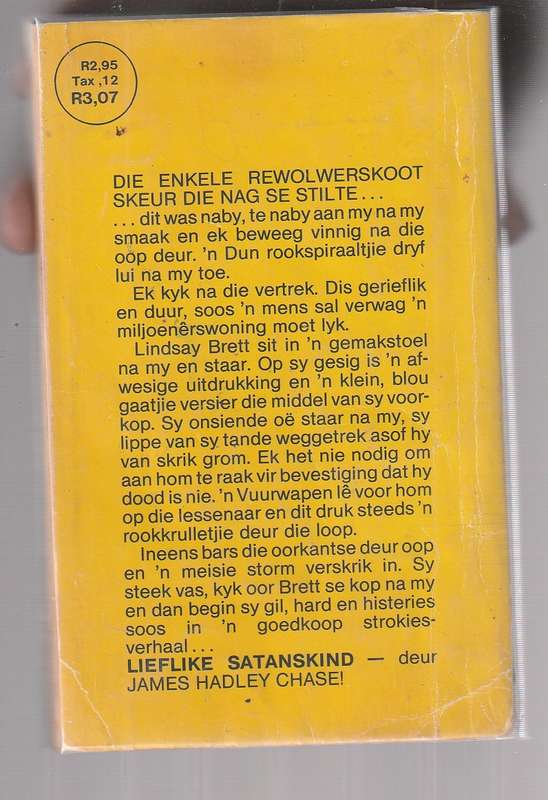 R2,95
Tax ,12
R3,07
DIE ENKELE REWOLWERSKOOT
SKEUR DIE NAG SE STILTE...
...dit was naby, te naby aan my na my
smaak en ek beweeg vinnig na die
oop deur. 'n Dun rookspiraaltjie dryf
lui na my toe.
Ek kyk na die vertrek. Dis gerieflik
en duur, soos 'n mens sal verwag 'n
miljoenêrswoning moet lyk.
Lindsay Brett sit in 'n gemakstoel
na my en staar. Op sy gesig is 'n af-
wesige uitdrukking en 'n klein, blou
gaatjie versier die middel van sy voor-
kop. Sy onsiende oë staar na my, sy
lippe van sy tande weggetrek asof hy
van skrik grom. Ek het nie nodig om
aan hom te raak vir bevestiging dat hy
dood is nie. 'n Vuurwapen lê voor hom
op die lessenaar en dit druk steeds 'n
rookkrulletjie deur die loop.
Ineens bars die oorkantse deur oop
en 'n meisie storm verskrik in. Sy
steek vas, kyk oor Brett se kop na my
en dan begin sy gil, hard en histeries
soos in 'n goedkoop strokies-
verhaal...
LIEFLIKE SATANSKIND — deur
JAMES HADLEY CHASE!